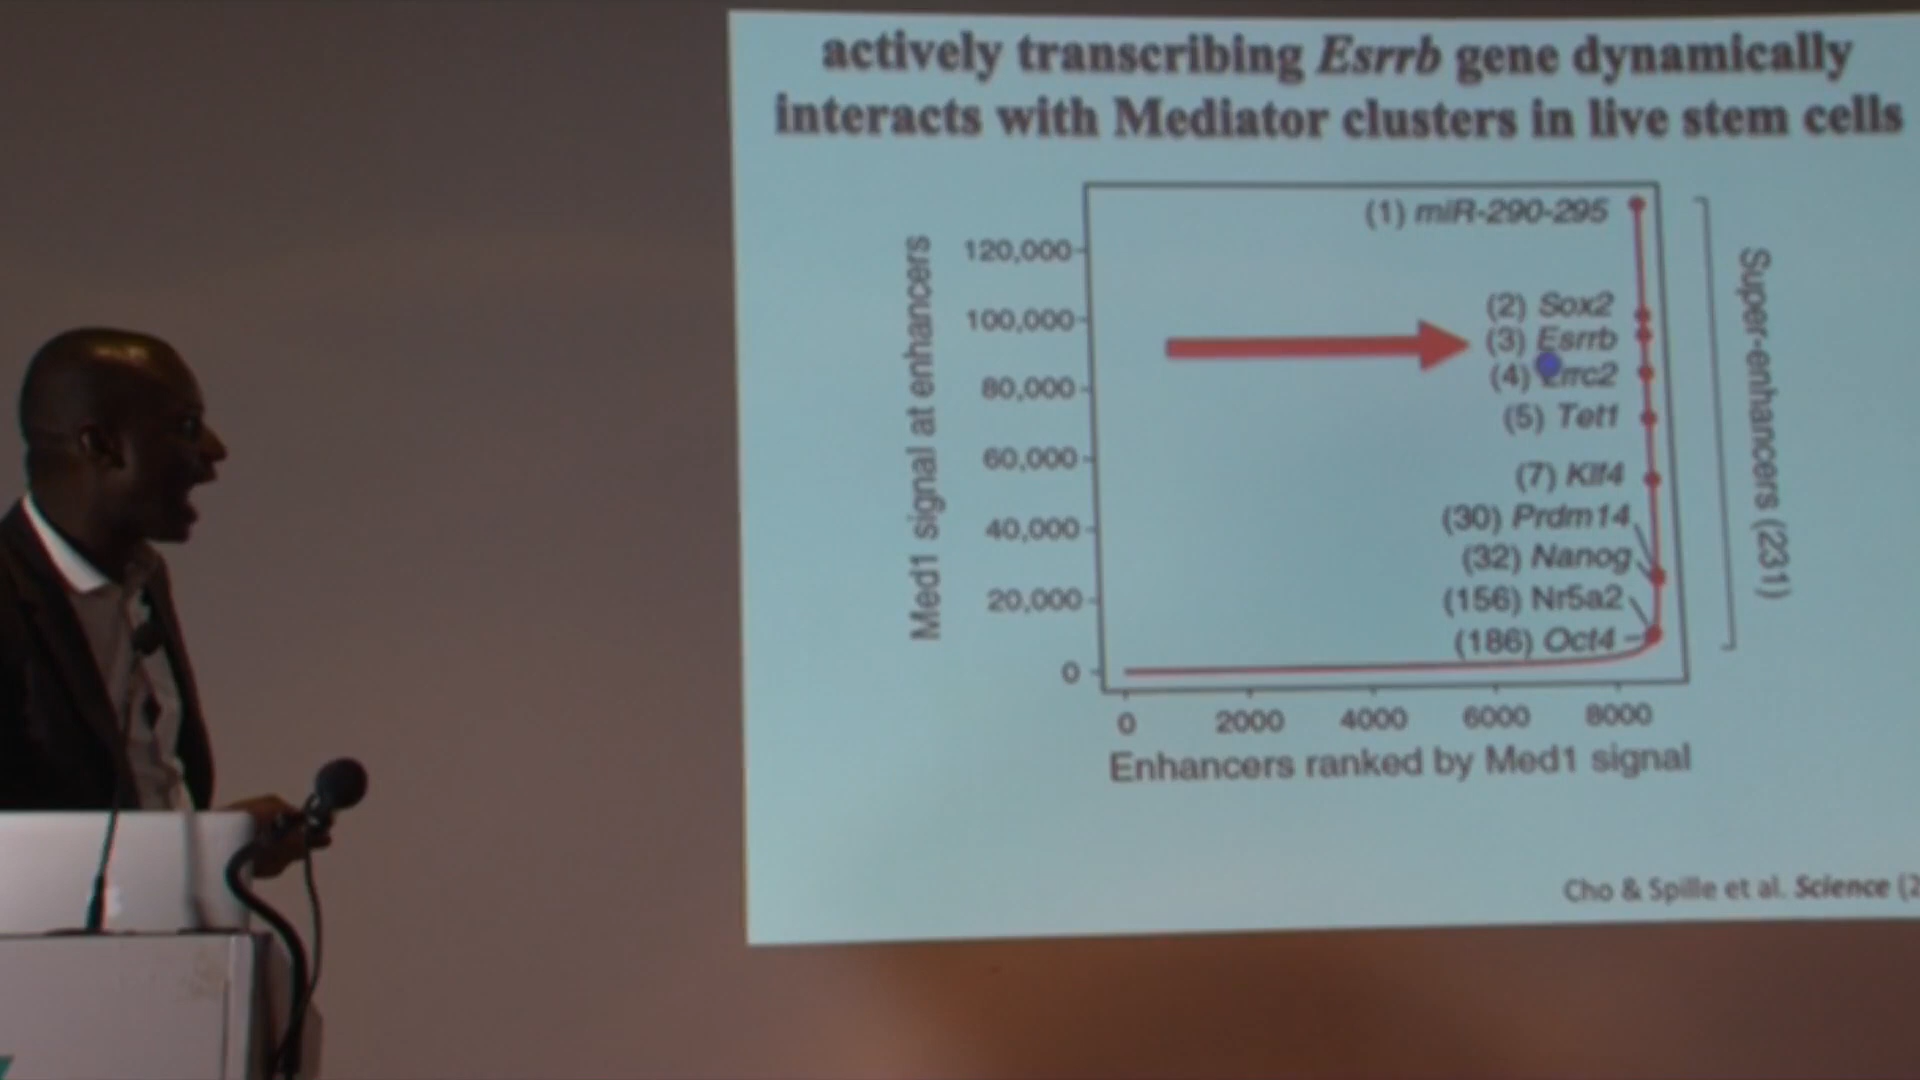 actively transcribing Esrrb gene dynamically
interacts with Mediator clusters in live stem cells
Med1 signal at enhancers
120,000
100,000
80,000
60,000
40,000
20,000
0
(1) miR-290-295
(2) Sox2
(3) Esrrb
(4)
(5) Tet1
(7) Klf4
(30) Prdm14
(32) Nanog
(156) Nr5a2
(186) Oct4
Super-enhancers (231)
0 2000 4000 6000 8000
Enhancers ranked by Med1 signal
Cho & Spille et al. Science (2